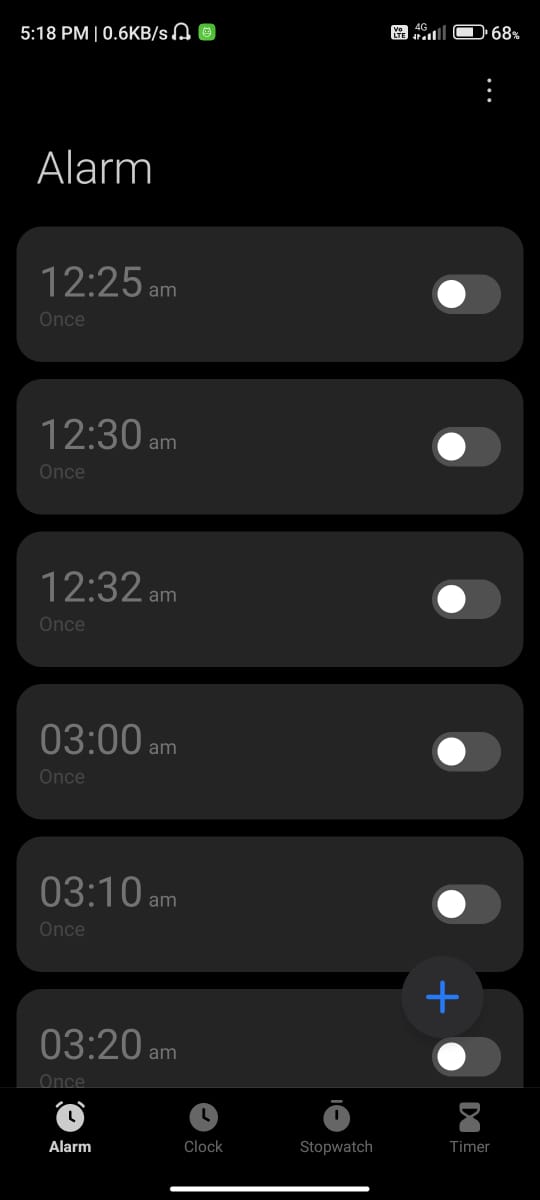 5:18 PM | 0.6KB/s
Vo LTE 4G 68%
Alarm
12:25 am
Once
12:30 am
Once
12:32 am
Once
03:00 am
Once
03:10 am
Once
03:20 am
Once
Alarm Clock Stopwatch Timer